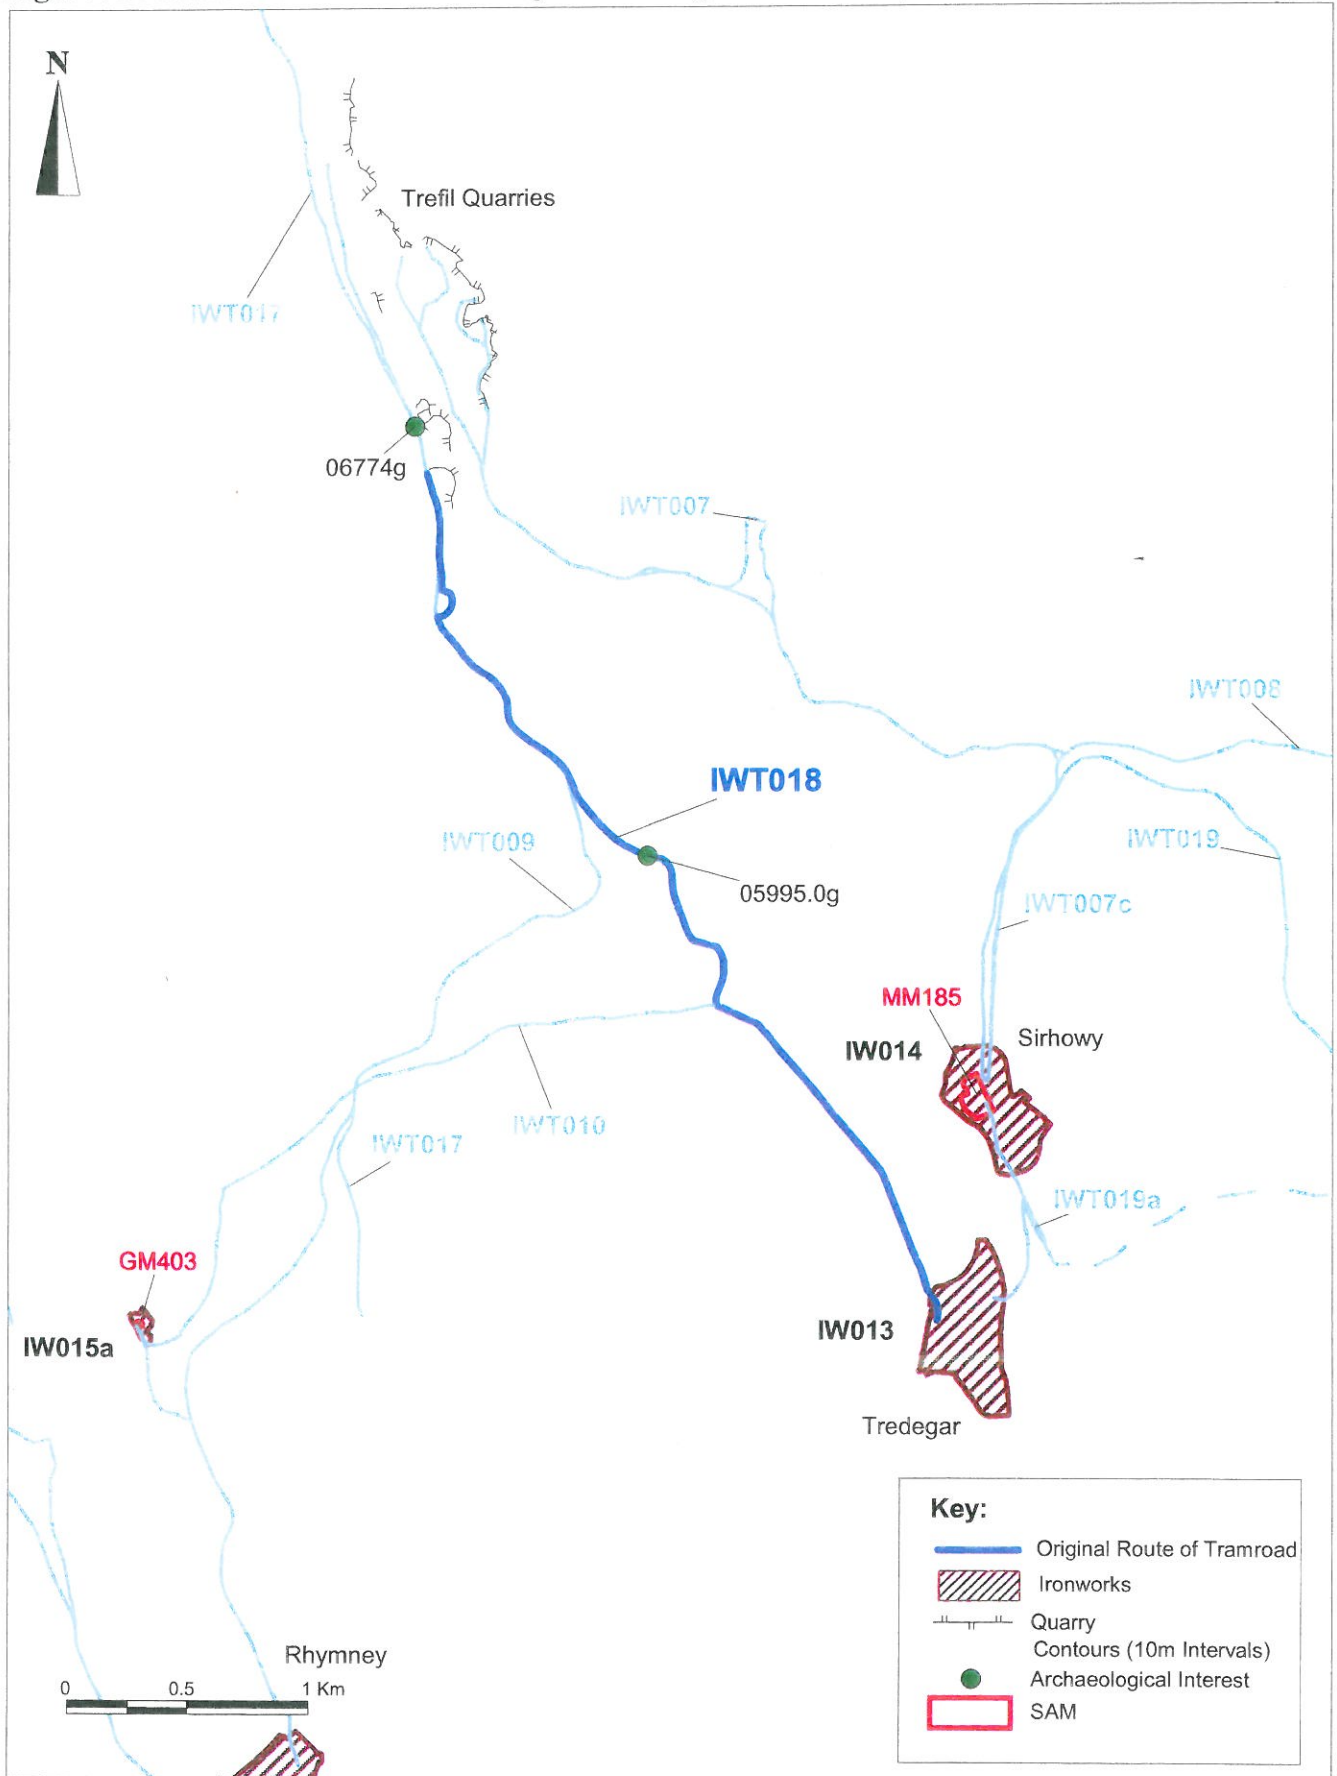 N
Trefil Quarries
IWT017
06774g
IWT007
IWT008
IWT018
IWT009
IWT019
05995.0g
IWT007c
MM185
IW014
Sirhowy
IWT010
IWT017
IWT019a
GM403
IW015a
IW013
Tredegar
Key:
Original Route of Tramroad
Ironworks
Quarry
Contours (10m Intervals)
Archaeological Interest
SAM
Rhymney
0 0.5 1 Km